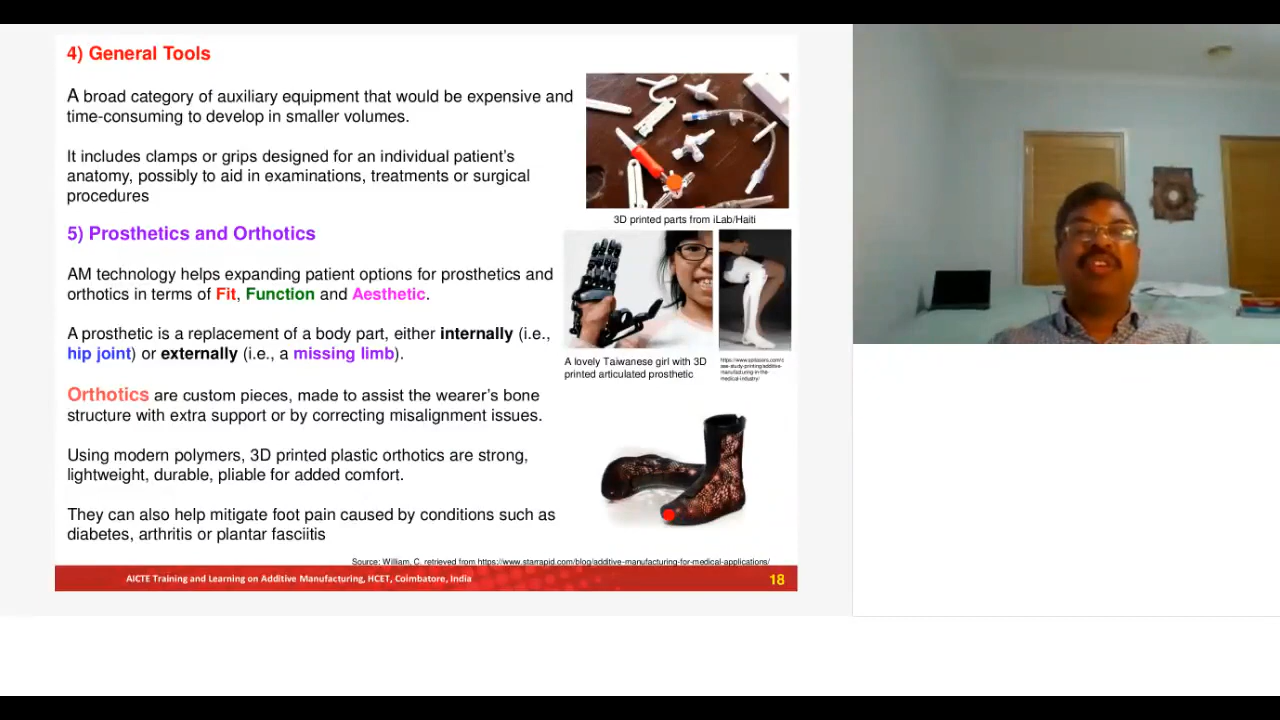 4) General Tools
A broad category of auxiliary equipment that would be expensive and
time-consuming to develop in smaller volumes.
It includes clamps or grips designed for an individual patient's
anatomy, possibly to aid in examinations, treatments or surgical
procedures
3D printed parts from iLab/Haiti
5) Prosthetics and Orthotics
AM technology helps expanding patient options for prosthetics and
orthotics in terms of Fit, Function and Aesthetic.
A prosthetic is a replacement of a body part, either internally (i.e.,
hip joint) or externally (i.e., a missing limb).
A lovely Taiwanese girl with 3D
printed articulated prosthetic
additive-
manufacturing-in-the-
medical-industry/
Orthotics are custom pieces, made to assist the wearer's bone
structure with extra support or by correcting misalignment issues.
Using modern polymers, 3D printed plastic orthotics are strong,
lightweight, durable, pliable for added comfort.
They can also help mitigate foot pain caused by conditions such as
diabetes, arthritis or plantar fasciitis
Source: William, C. retrieved from https://www.starrapid.com/blog/additive-manufacturing-for-medical-applications/
AICTE Training and Learning on Additive Manufacturing, HCET, Coimbatore, India
18